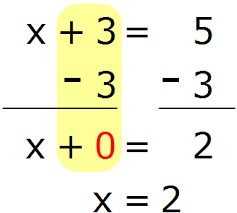 x + 3 = 5
- 3 - 3
x + 0 = 2
x = 2